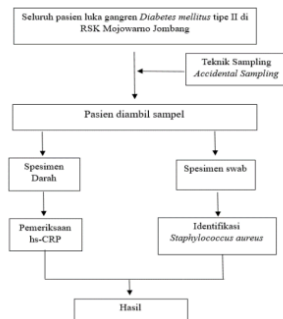 Seluruh pasien luka gangren Diabetes mellitus tipe II di
RSK Mojowarno Jombang
Teknik Sampling
Accidental Sampling
Pasien diambil sampel
Spesimen
Darah
Spesimen swab
Pemeriksaan
hs-CRP
Identifikasi
Staphylococcus aureus
Hasil